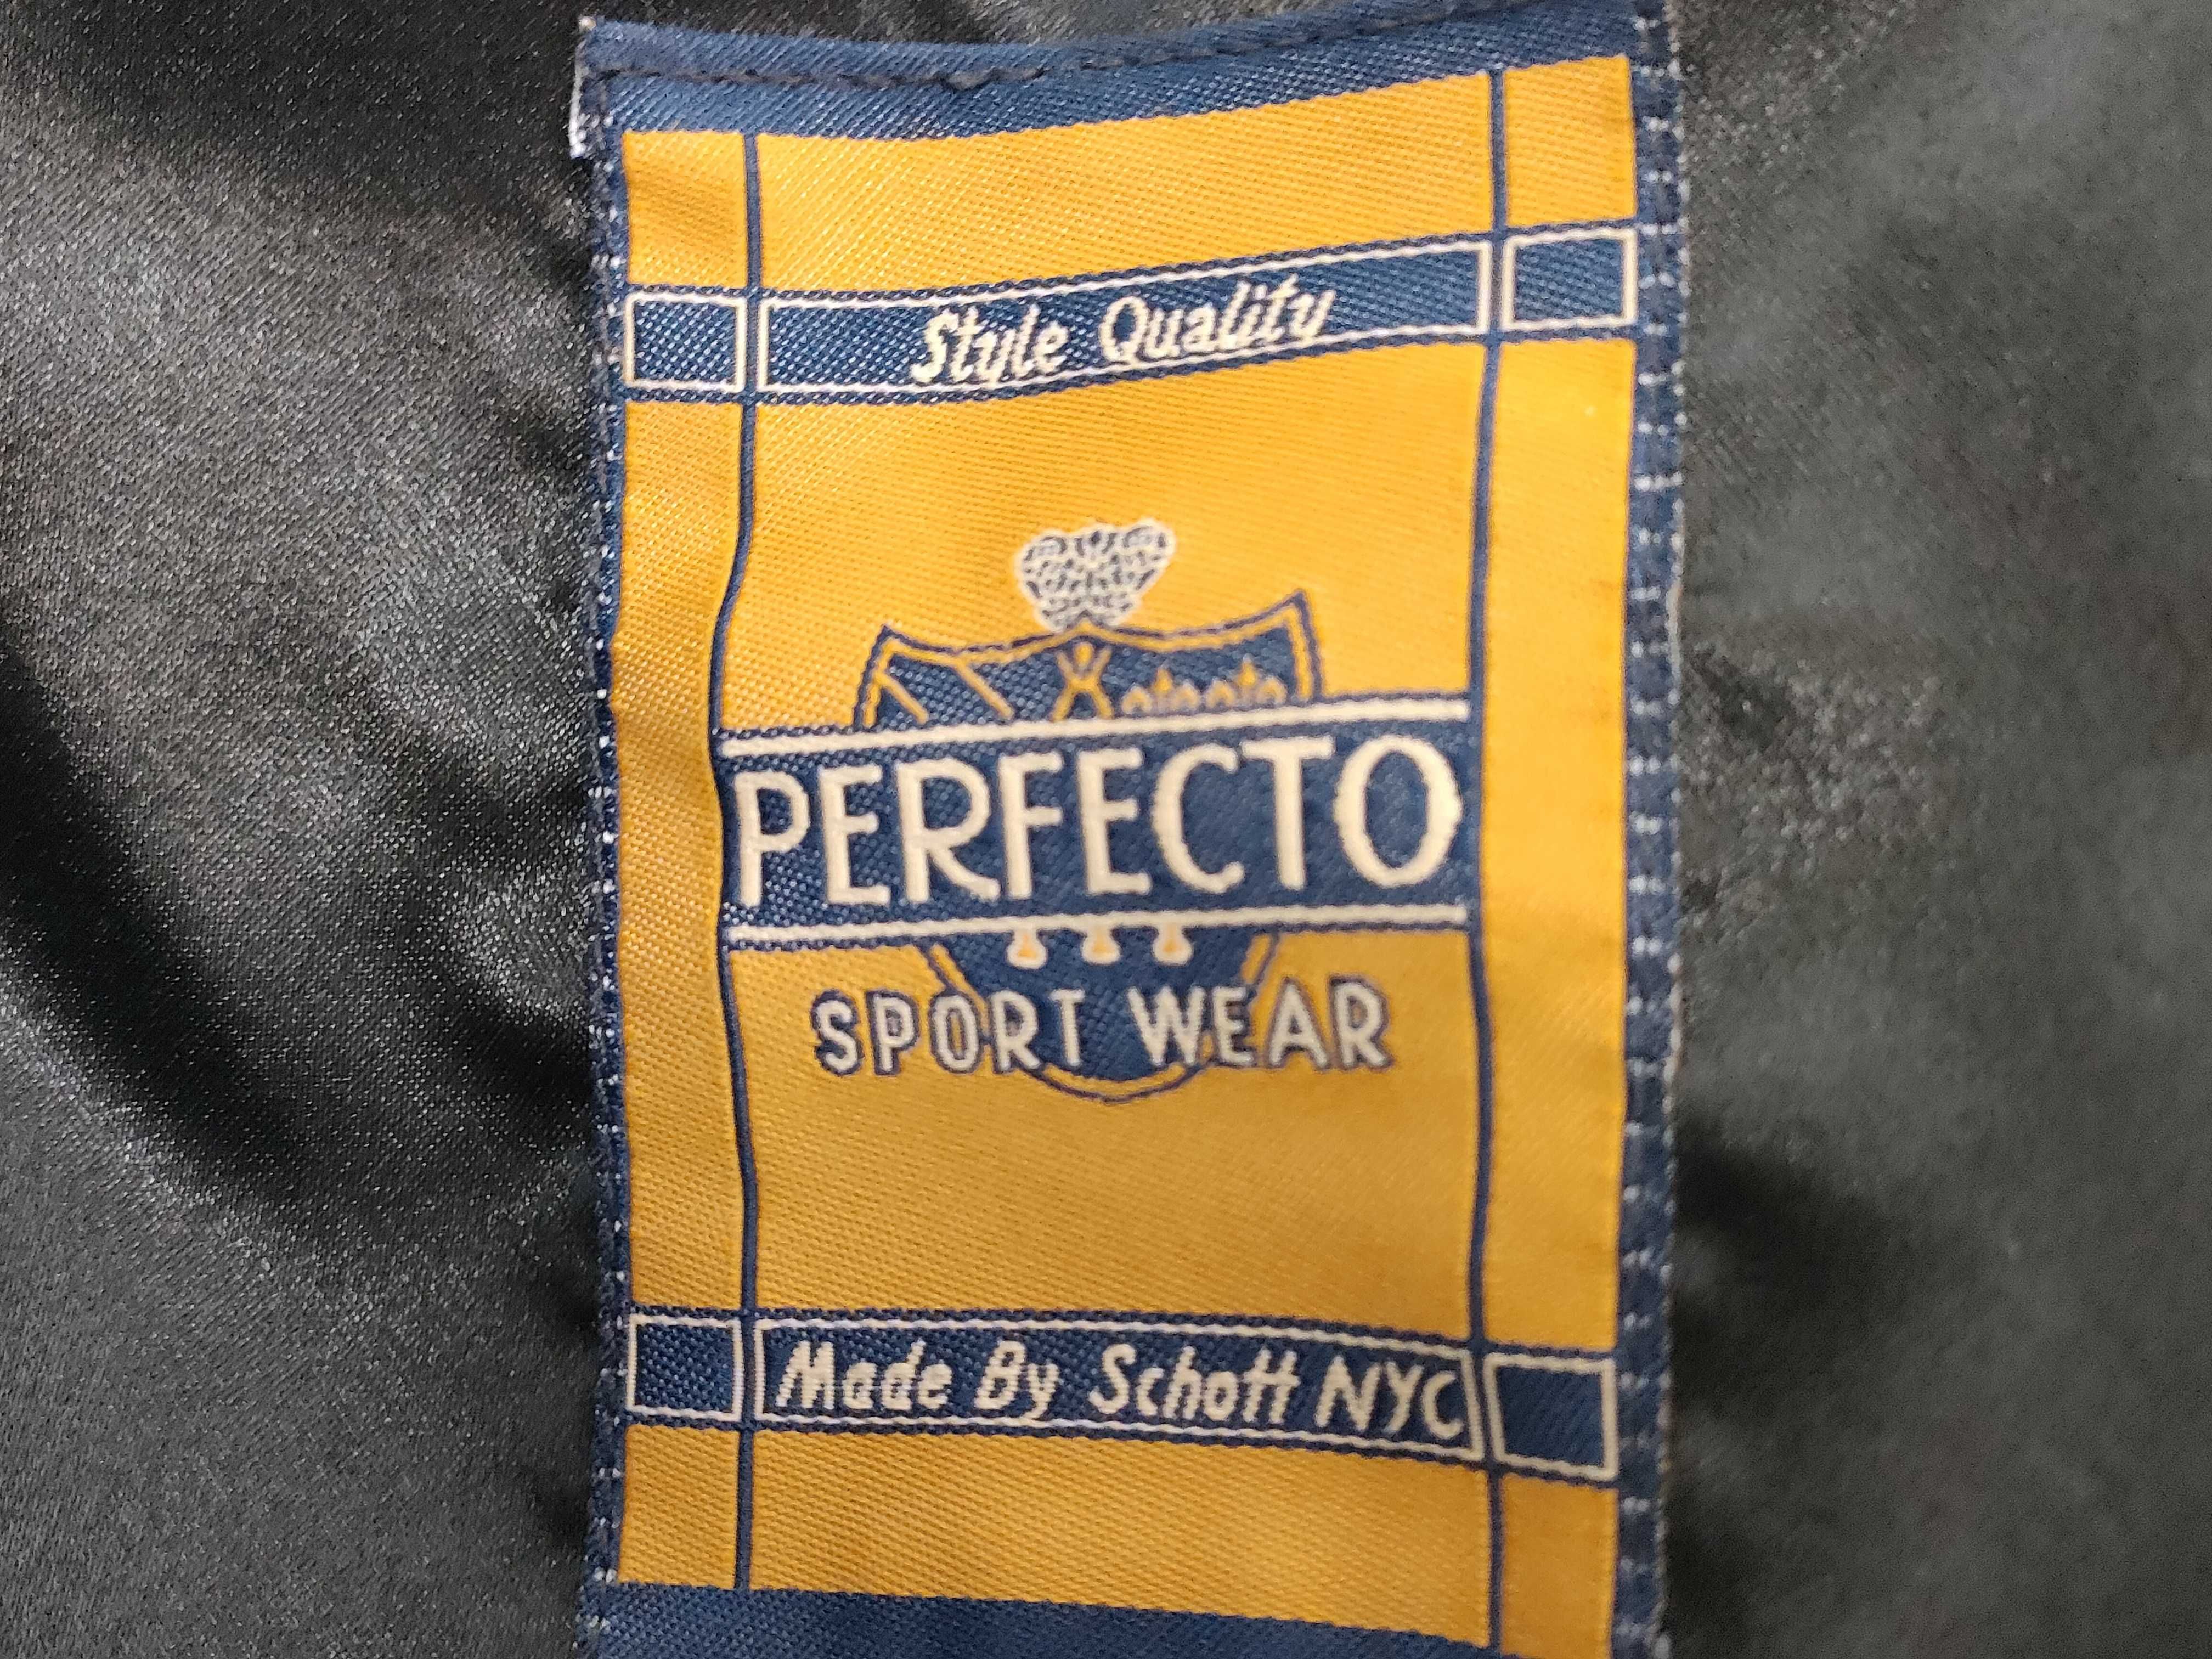 Style Quality
PERFECTO
SPORT WEAR
Made By Schott NYC